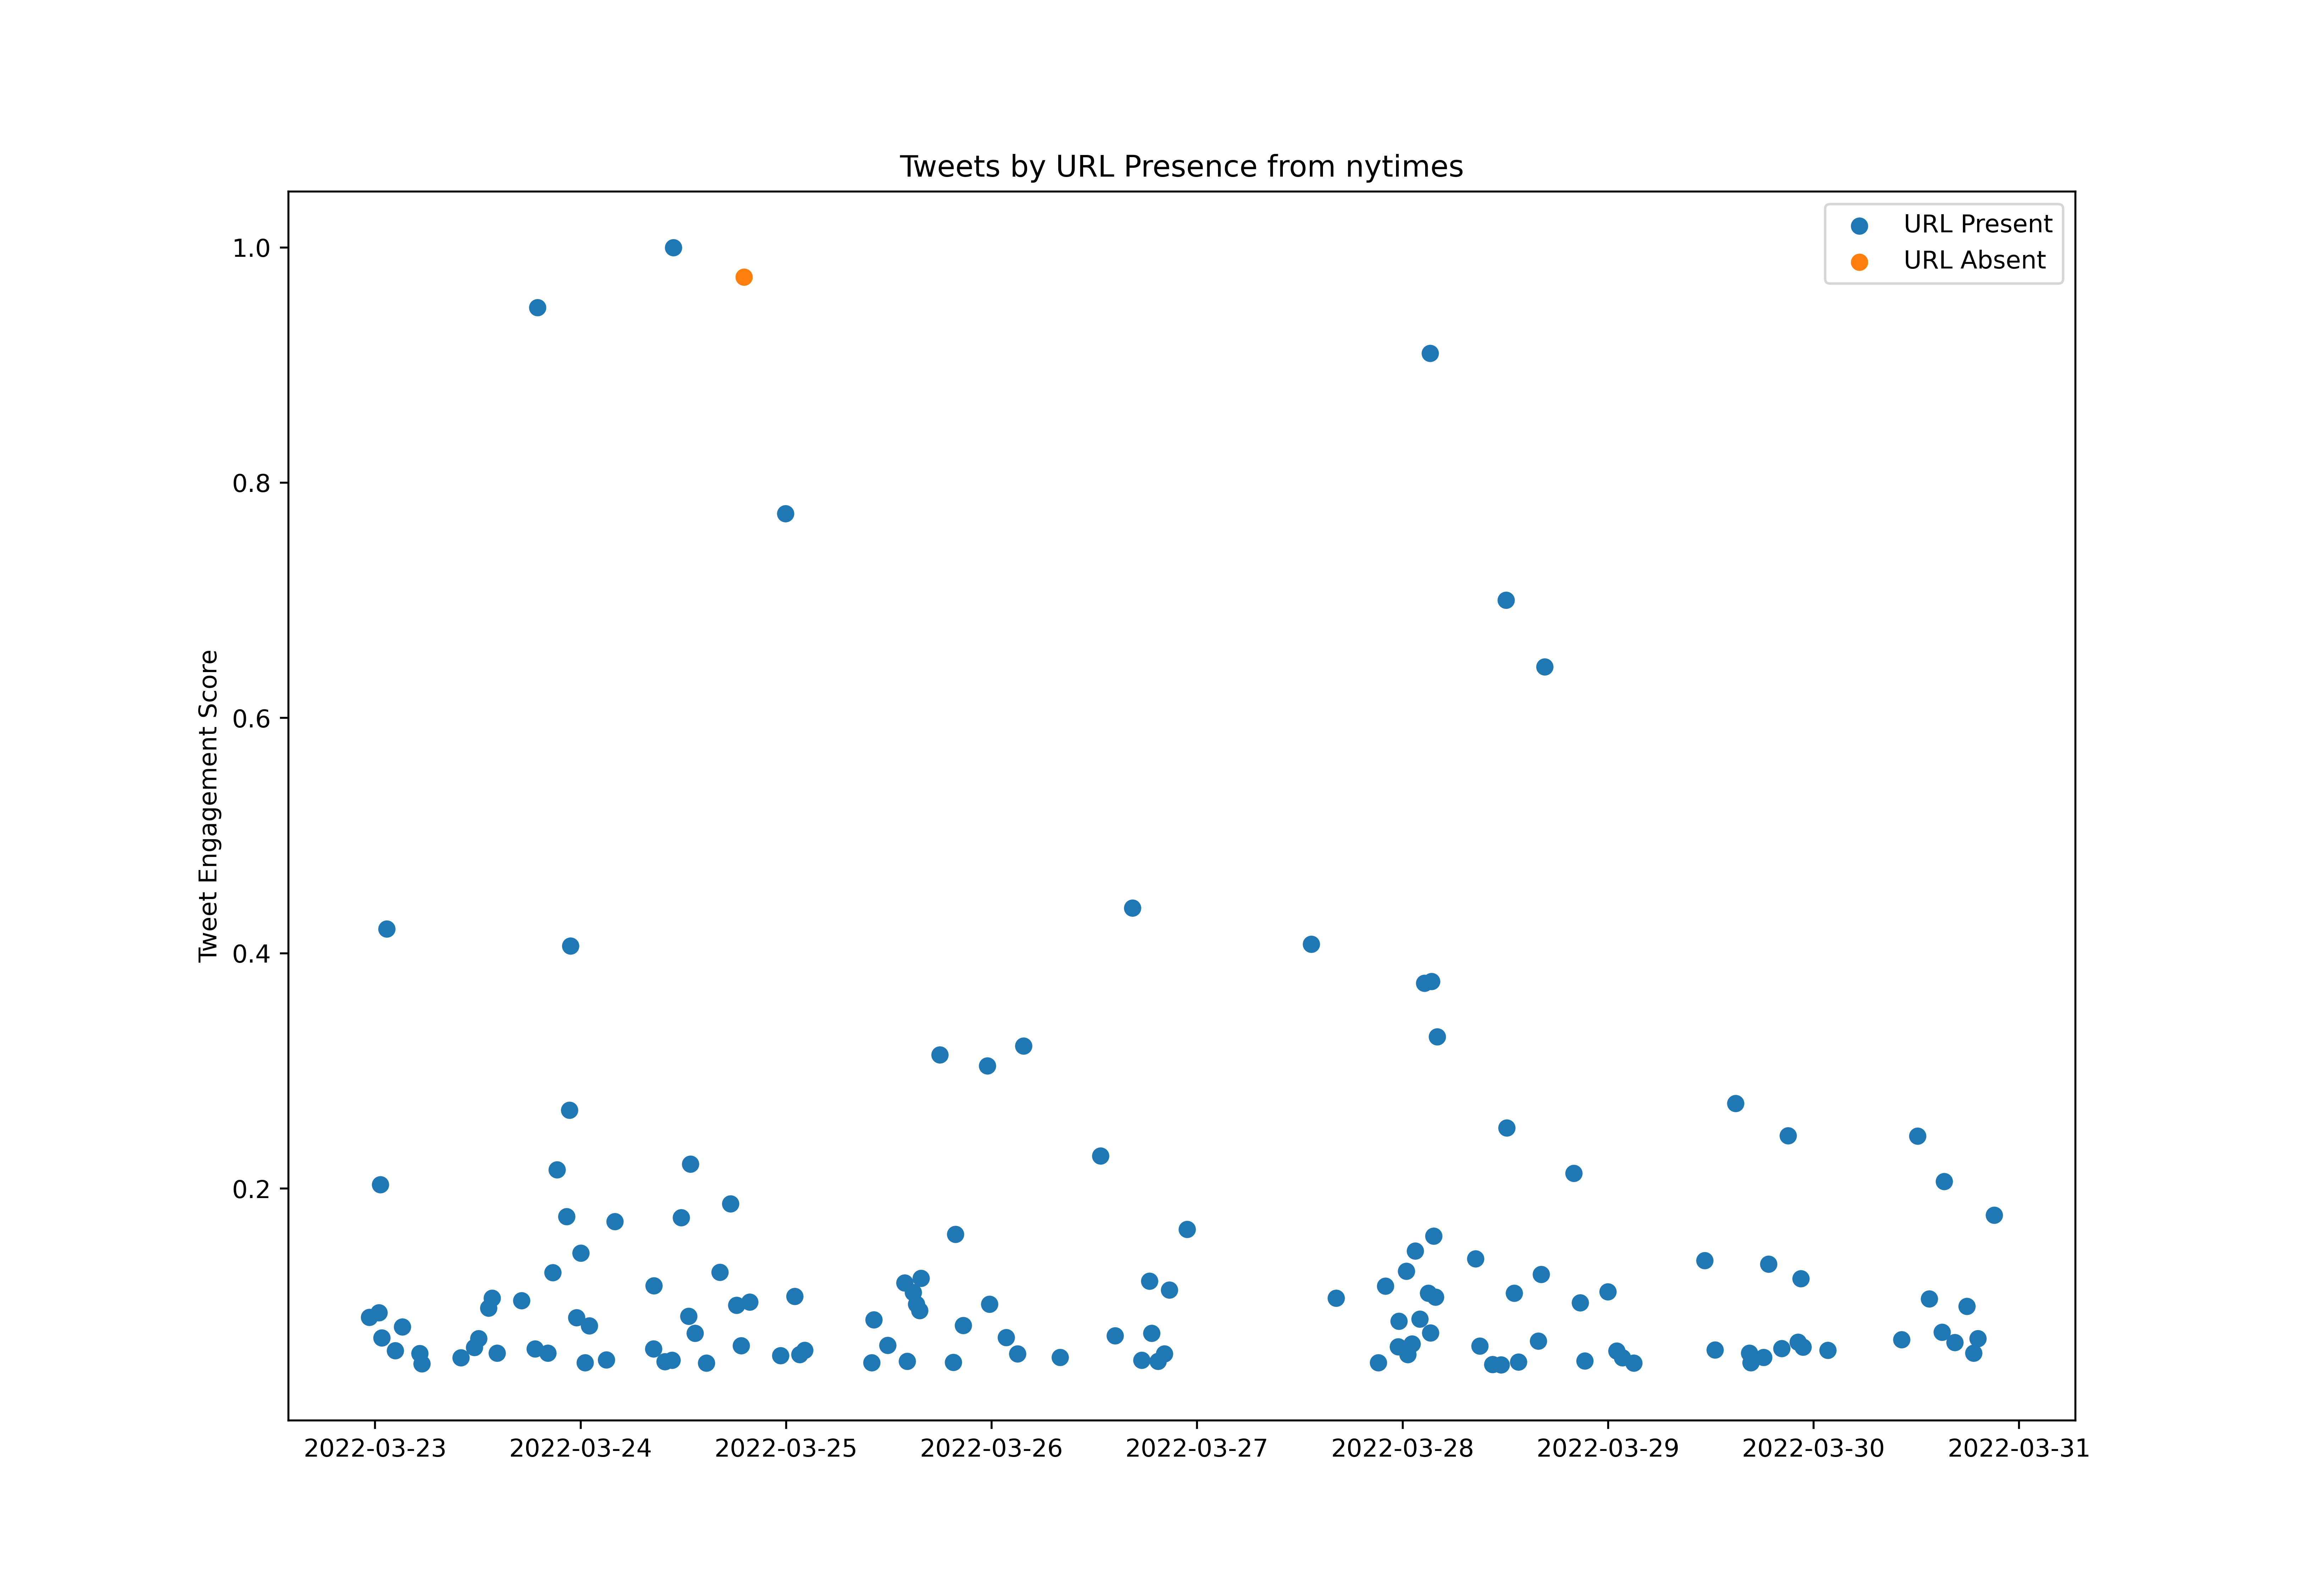 Tweets by URL Presence from nytimes
URL Present
URL Absent
Tweet Engagement Score
1.0
0.8
0.6
0.4
0.2
2022-03-23 2022-03-24 2022-03-25 2022-03-26 2022-03-27 2022-03-28 2022-03-29 2022-03-30 2022-03-31